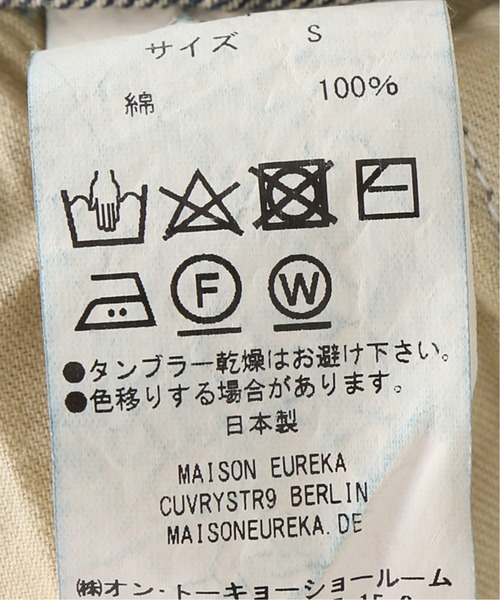 サイズ S
綿 100%
F W
●タンブラー乾燥はお避け下さい。
●色移りする場合があります。
日本製
MAISON EUREKA
CUVRYSTR9 BERLIN
MAISONEUREKA.DE
㈱オン・トーキョーショールーム